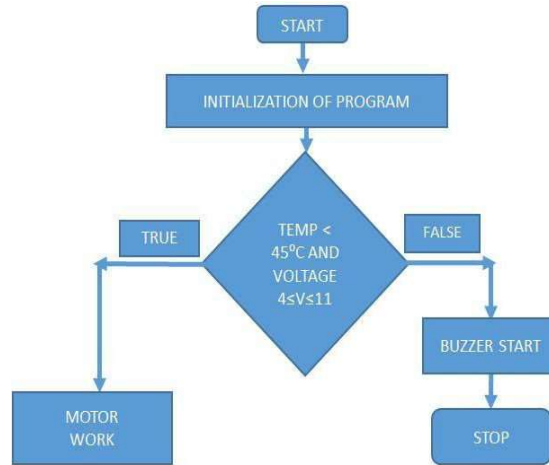 START
INITIALIZATION OF PROGRAM
TEMP <
45⁰C AND
VOLTAGE
4≤V≤11
TRUE
FALSE
BUZZER START
MOTOR
WORK
STOP